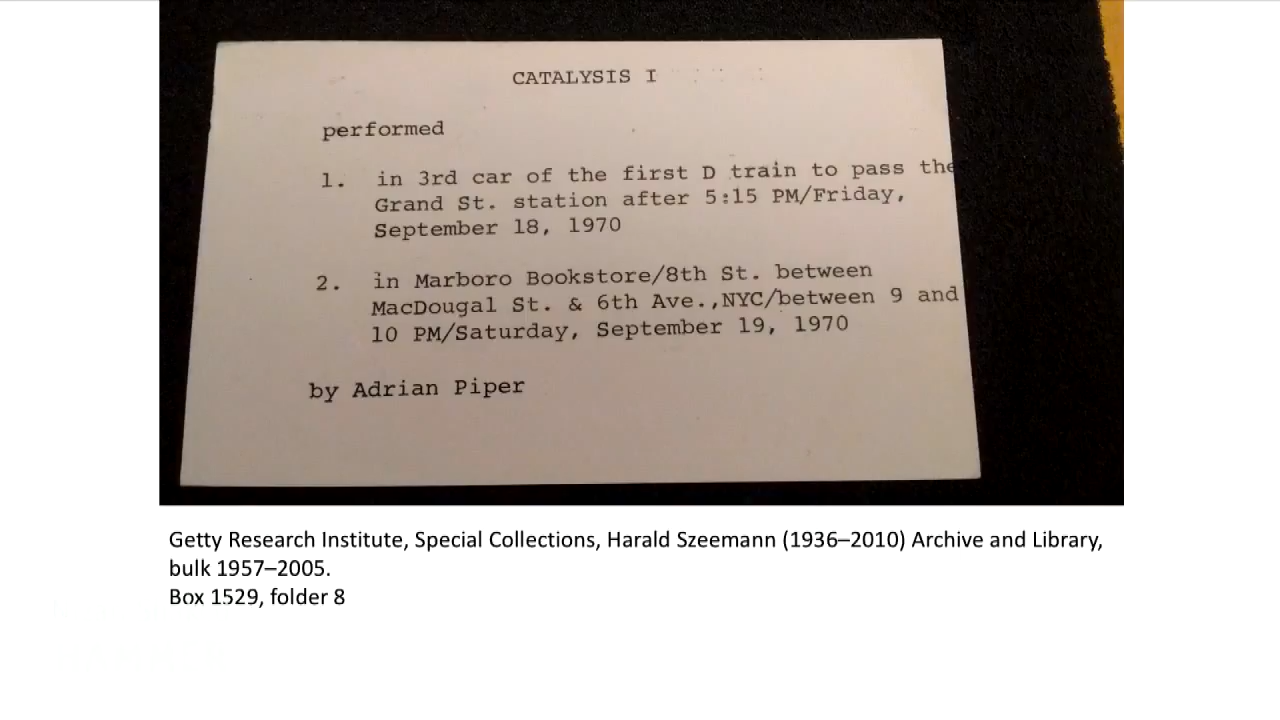 CATALYSIS I
performed
1. in 3rd car of the first D train to pass the
Grand St. station after 5:15 PM/Friday,
September 18, 1970
2. in Marboro Bookstore/8th St. between
MacDougal St. & 6th Ave.,NYC/between 9 and
10 PM/Saturday, September 19, 1970
by Adrian Piper
Getty Research Institute, Special Collections, Harald Szeemann (1936–2010) Archive and Library,
bulk 1957–2005.
Box 1529, folder 8